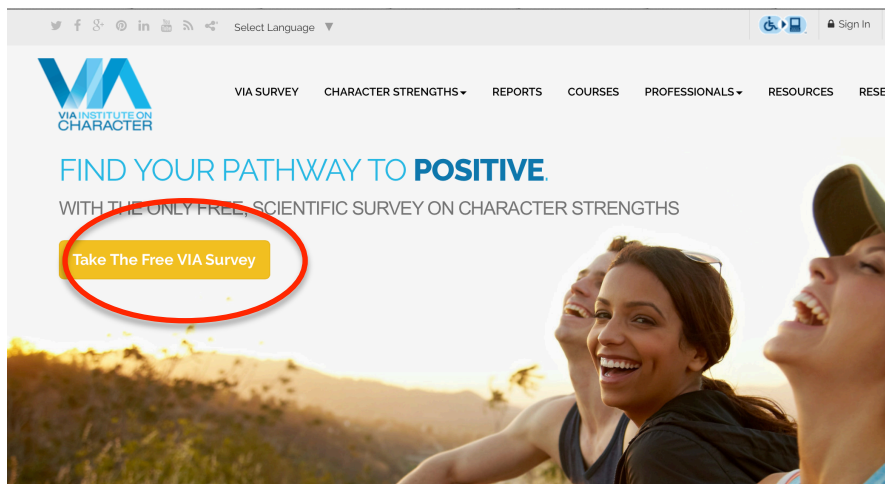 Select Language ▼
Sign In
VIA INSTITUTE ON
CHARACTER
VIA SURVEY CHARACTER STRENGTHS REPORTS COURSES PROFESSIONALS RESOURCES RESE
FIND YOUR PATHWAY TO POSITIVE.
WITH THE ONLY FREE, SCIENTIFIC SURVEY ON CHARACTER STRENGTHS
Take The Free VIA Survey